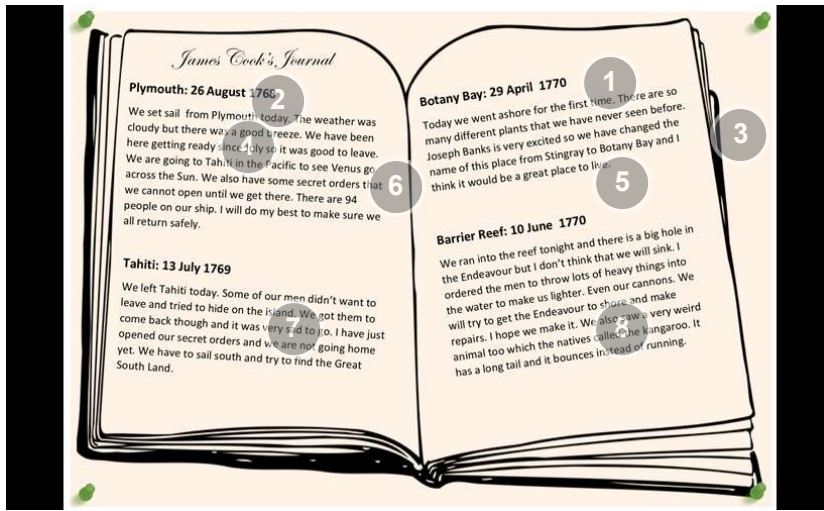 James Cook's Journal
Plymouth: 26 August 1768
We set sail from Plymouth today. The weather was
cloudy but there was a good breeze. We have been
here getting ready since July so it was good to leave.
We are going to Tahiti in the Pacific to see Venus go
across the Sun. We also have some secret orders that
we cannot open until we get there. There are 94
people on our ship. I will do my best to make sure we
all return safely.
Tahiti: 13 July 1769
We left Tahiti today. Some of our men didn't want to
leave and tried to hide on the island. We got them to
come back though and it was very sad to go. I have just
opened our secret orders and we are not going home
yet. We have to sail south and try to find the Great
South Land.
Botany Bay: 29 April 1770
Today we went ashore for the first time. There are so
many different plants that we have never seen before.
Joseph Banks is very excited so we have changed the
name of this place from Stingray to Botany Bay and I
think it would be a great place to live.
Barrier Reef: 10 June 1770
We ran into the reef tonight and there is a big hole in
the Endeavour but I don't think that we will sink. I
ordered the men to throw lots of heavy things into
the water to make us lighter. Even our cannons. We
will try to get the Endeavour to shore and make
repairs. I hope we make it. We also saw a very weird
animal too which the natives called the kangaroo. It
has a long tail and it bounces instead of running.
1
2
3
4
5
6
7
8